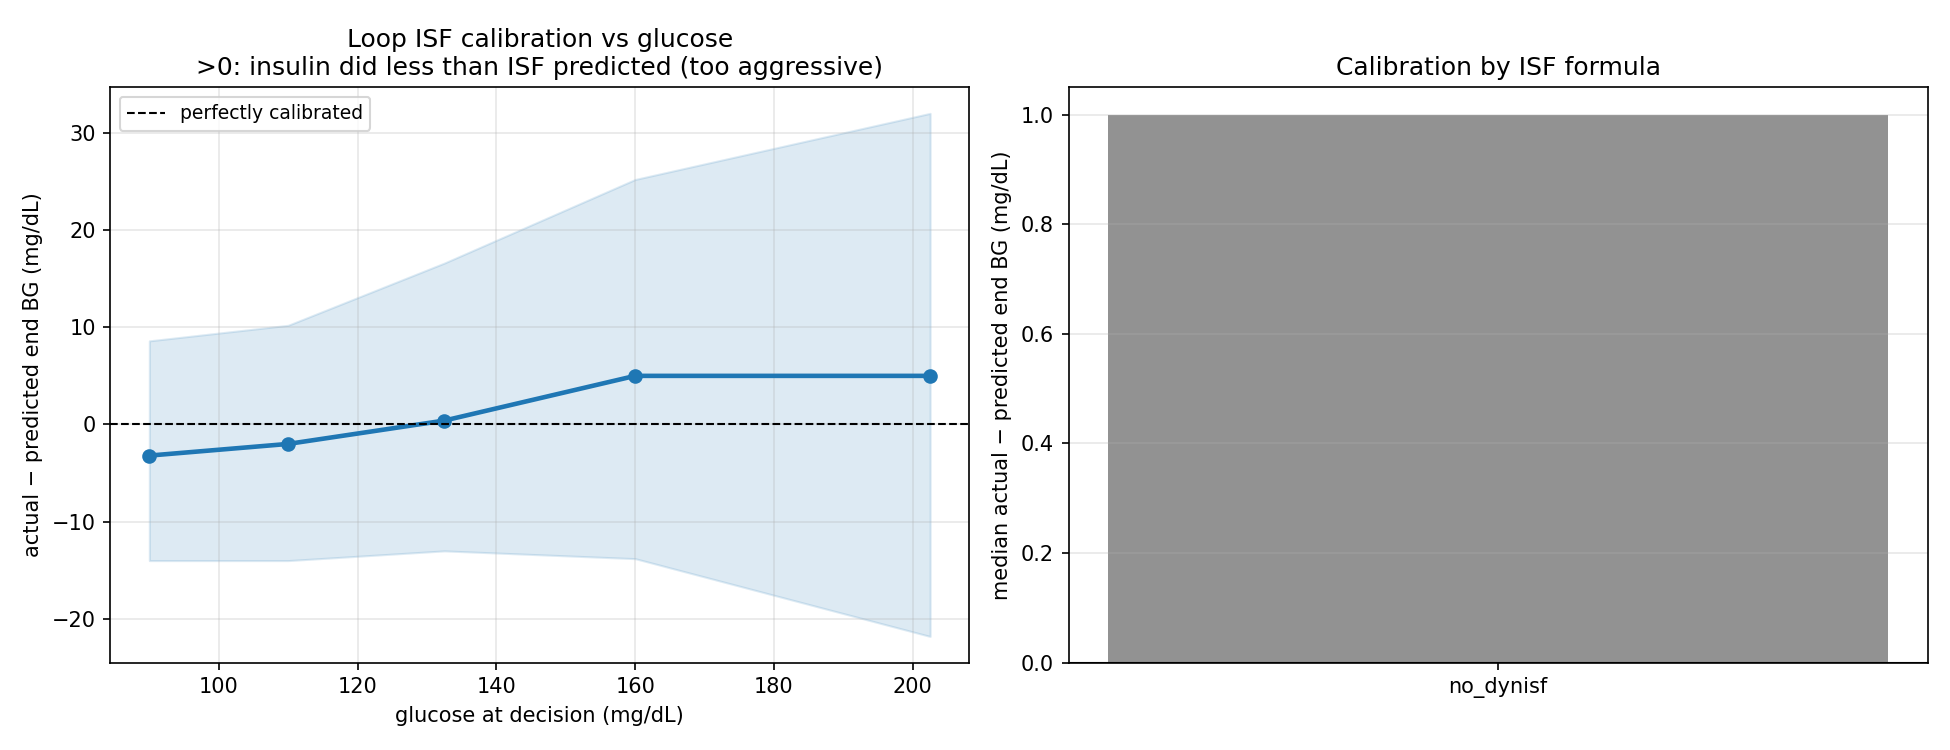 Loop ISF calibration vs glucose
>0: insulin did less than ISF predicted (too aggressive)
perfectly calibrated
actual − predicted end BG (mg/dL)
30
20
10
0
−10
−20
100
120
140
160
180
200
glucose at decision (mg/dL)
Calibration by ISF formula
median actual − predicted end BG (mg/dL)
1.0
0.8
0.6
0.4
0.2
0.0
no_dynisf